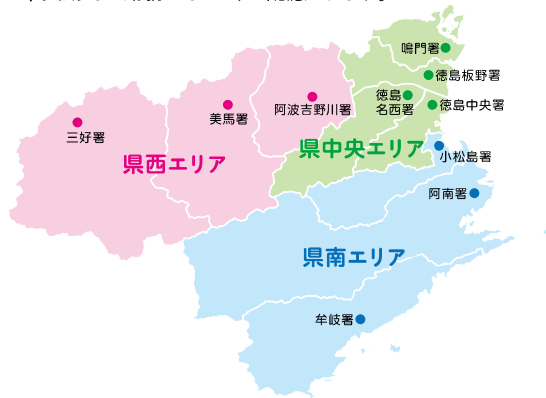 鳴門署
徳島板野署
徳島
名西署
徳島中央署
阿波吉野川署
美馬署
三好署
県西エリア
県中央エリア
小松島署
阿南署
県南エリア
牟岐署